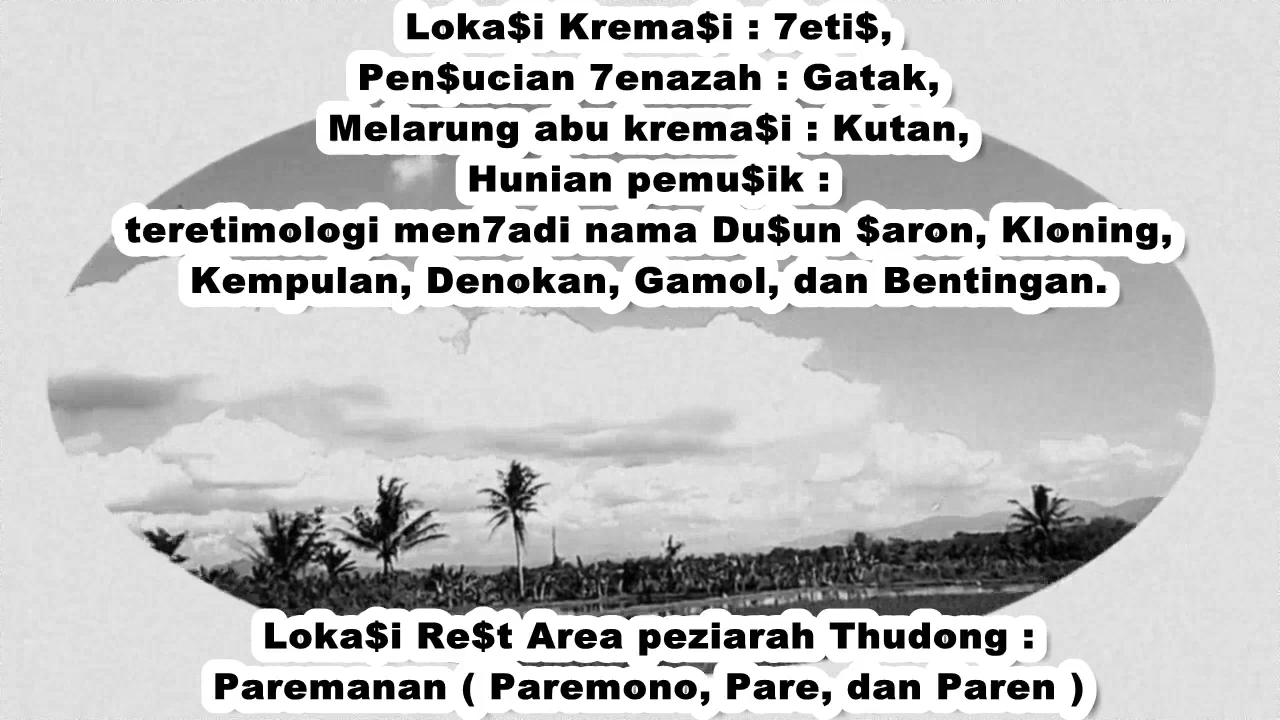 Loka$i Krema$i : 7eti$,
Pen$ucian 7enazah : Gatak,
Melarung abu krema$i : Kutan,
Hunian pemu$ik :
teretimologi men7adi nama Du$un $aron, Kloning,
Kempulan, Denokan, Gamol, dan Bentingan.
Loka$i Re$t Area peziarah Thudong :
Paremanan ( Paremono, Pare, dan Paren )